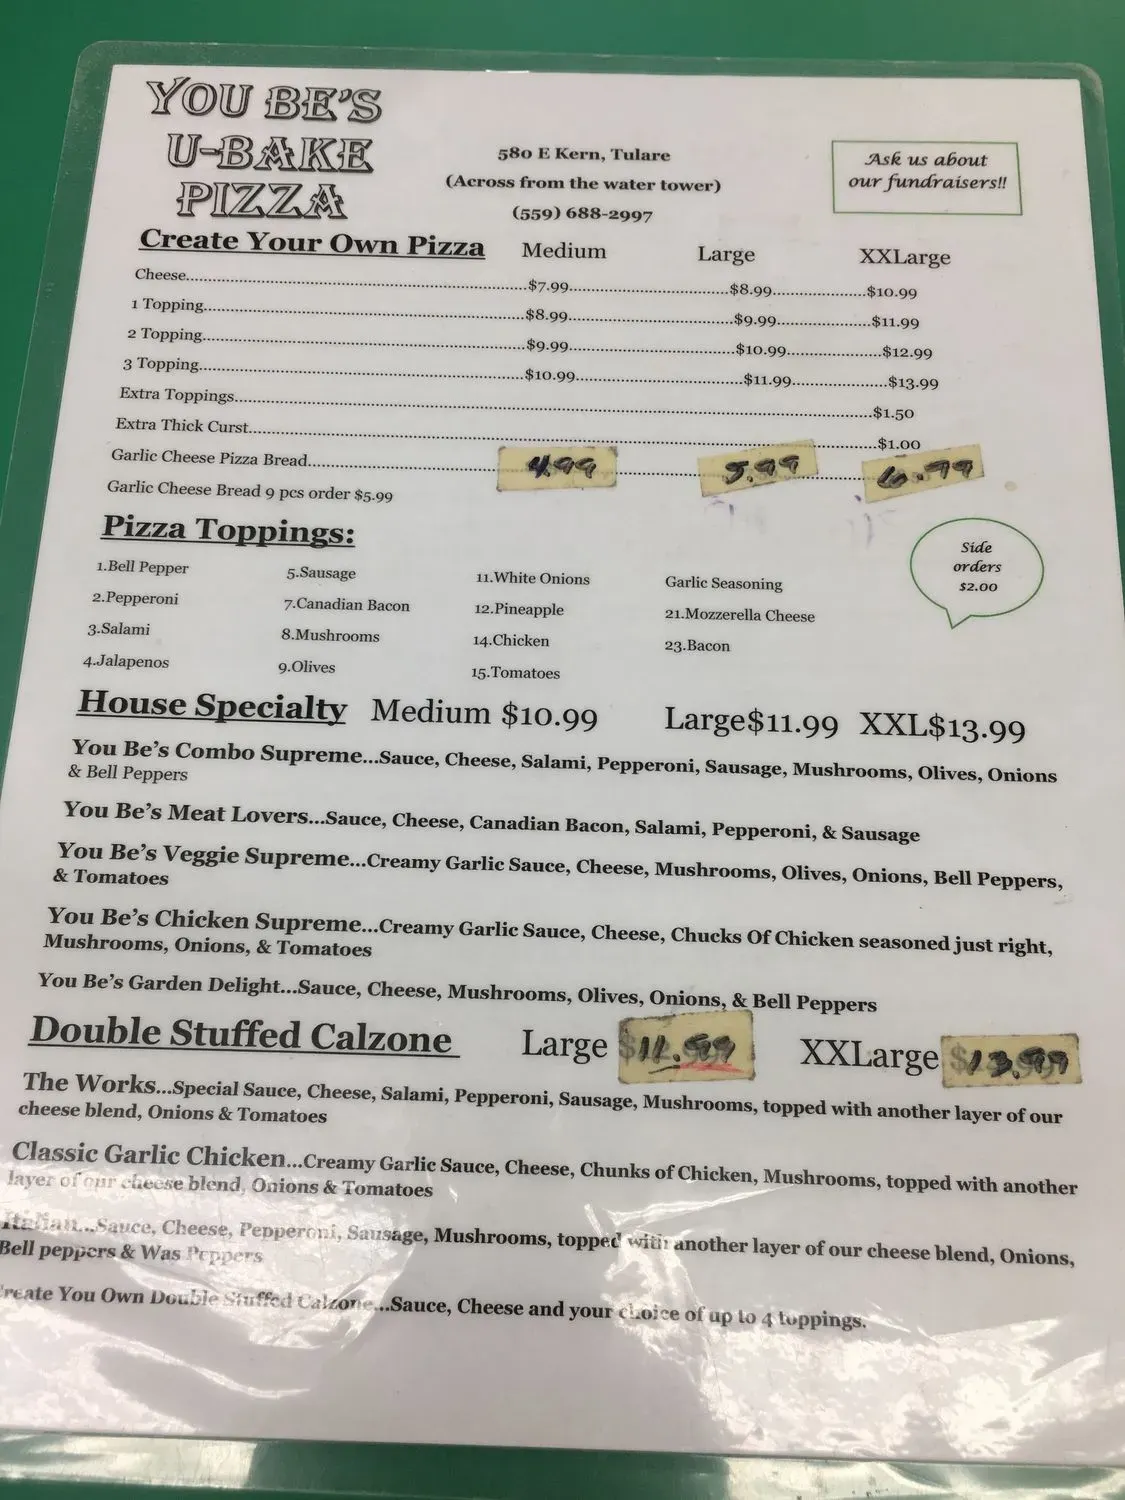 YOU BE'S
U-BAKE
PIZZA
580 E Kern, Tulare
(Across from the water tower)
(559) 688-2997
Ask us about
our fundraisers!!
Create Your Own Pizza Medium Large XXLarge
Cheese $7.99 $8.99 $10.99
1 Topping $8.99 $9.99 $11.99
2 Topping $9.99 $10.99 $12.99
3 Topping $10.99 $11.99 $13.99
Extra Toppings $1.50
Extra Thick Curst $1.00
Garlic Cheese Pizza Bread 4.99 5.99 6.99
Garlic Cheese Bread 9 pcs order $5.99
Pizza Toppings:
Side
orders
$2.00
1.Bell Pepper 5.Sausage 11.White Onions Garlic Seasoning
2.Pepperoni 7.Canadian Bacon 12.Pineapple 21.Mozzerella Cheese
3.Salami 8.Mushrooms 14.Chicken 23.Bacon
4.Jalapenos 9.Olives 15.Tomatoes
House Specialty Medium $10.99 Large$11.99 XXL$13.99
You Be's Combo Supreme...Sauce, Cheese, Salami, Pepperoni, Sausage, Mushrooms, Olives, Onions
& Bell Peppers
You Be's Meat Lovers...Sauce, Cheese, Canadian Bacon, Salami, Pepperoni, & Sausage
You Be's Veggie Supreme...Creamy Garlic Sauce, Cheese, Mushrooms, Olives, Onions, Bell Peppers,
& Tomatoes
You Be's Chicken Supreme...Creamy Garlic Sauce, Cheese, Chucks Of Chicken seasoned just right,
Mushrooms, Onions, & Tomatoes
You Be's Garden Delight...Sauce, Cheese, Mushrooms, Olives, Onions, & Bell Peppers
Double Stuffed Calzone Large $11.99 XXLarge $13.99
The Works...Special Sauce, Cheese, Salami, Pepperoni, Sausage, Mushrooms, topped with another layer of our
cheese blend, Onions & Tomatoes
Classic Garlic Chicken...Creamy Garlic Sauce, Cheese, Chunks of Chicken, Mushrooms, topped with another
layer of our cheese blend, Onions & Tomatoes
Italian...Sauce, Cheese, Pepperoni, Sausage, Mushrooms, topped with another layer of our cheese blend, Onions,
Bell peppers & Was Peppers
reate You Own Double Stuffed Calzone...Sauce, Cheese and your choice of up to 4 toppings.